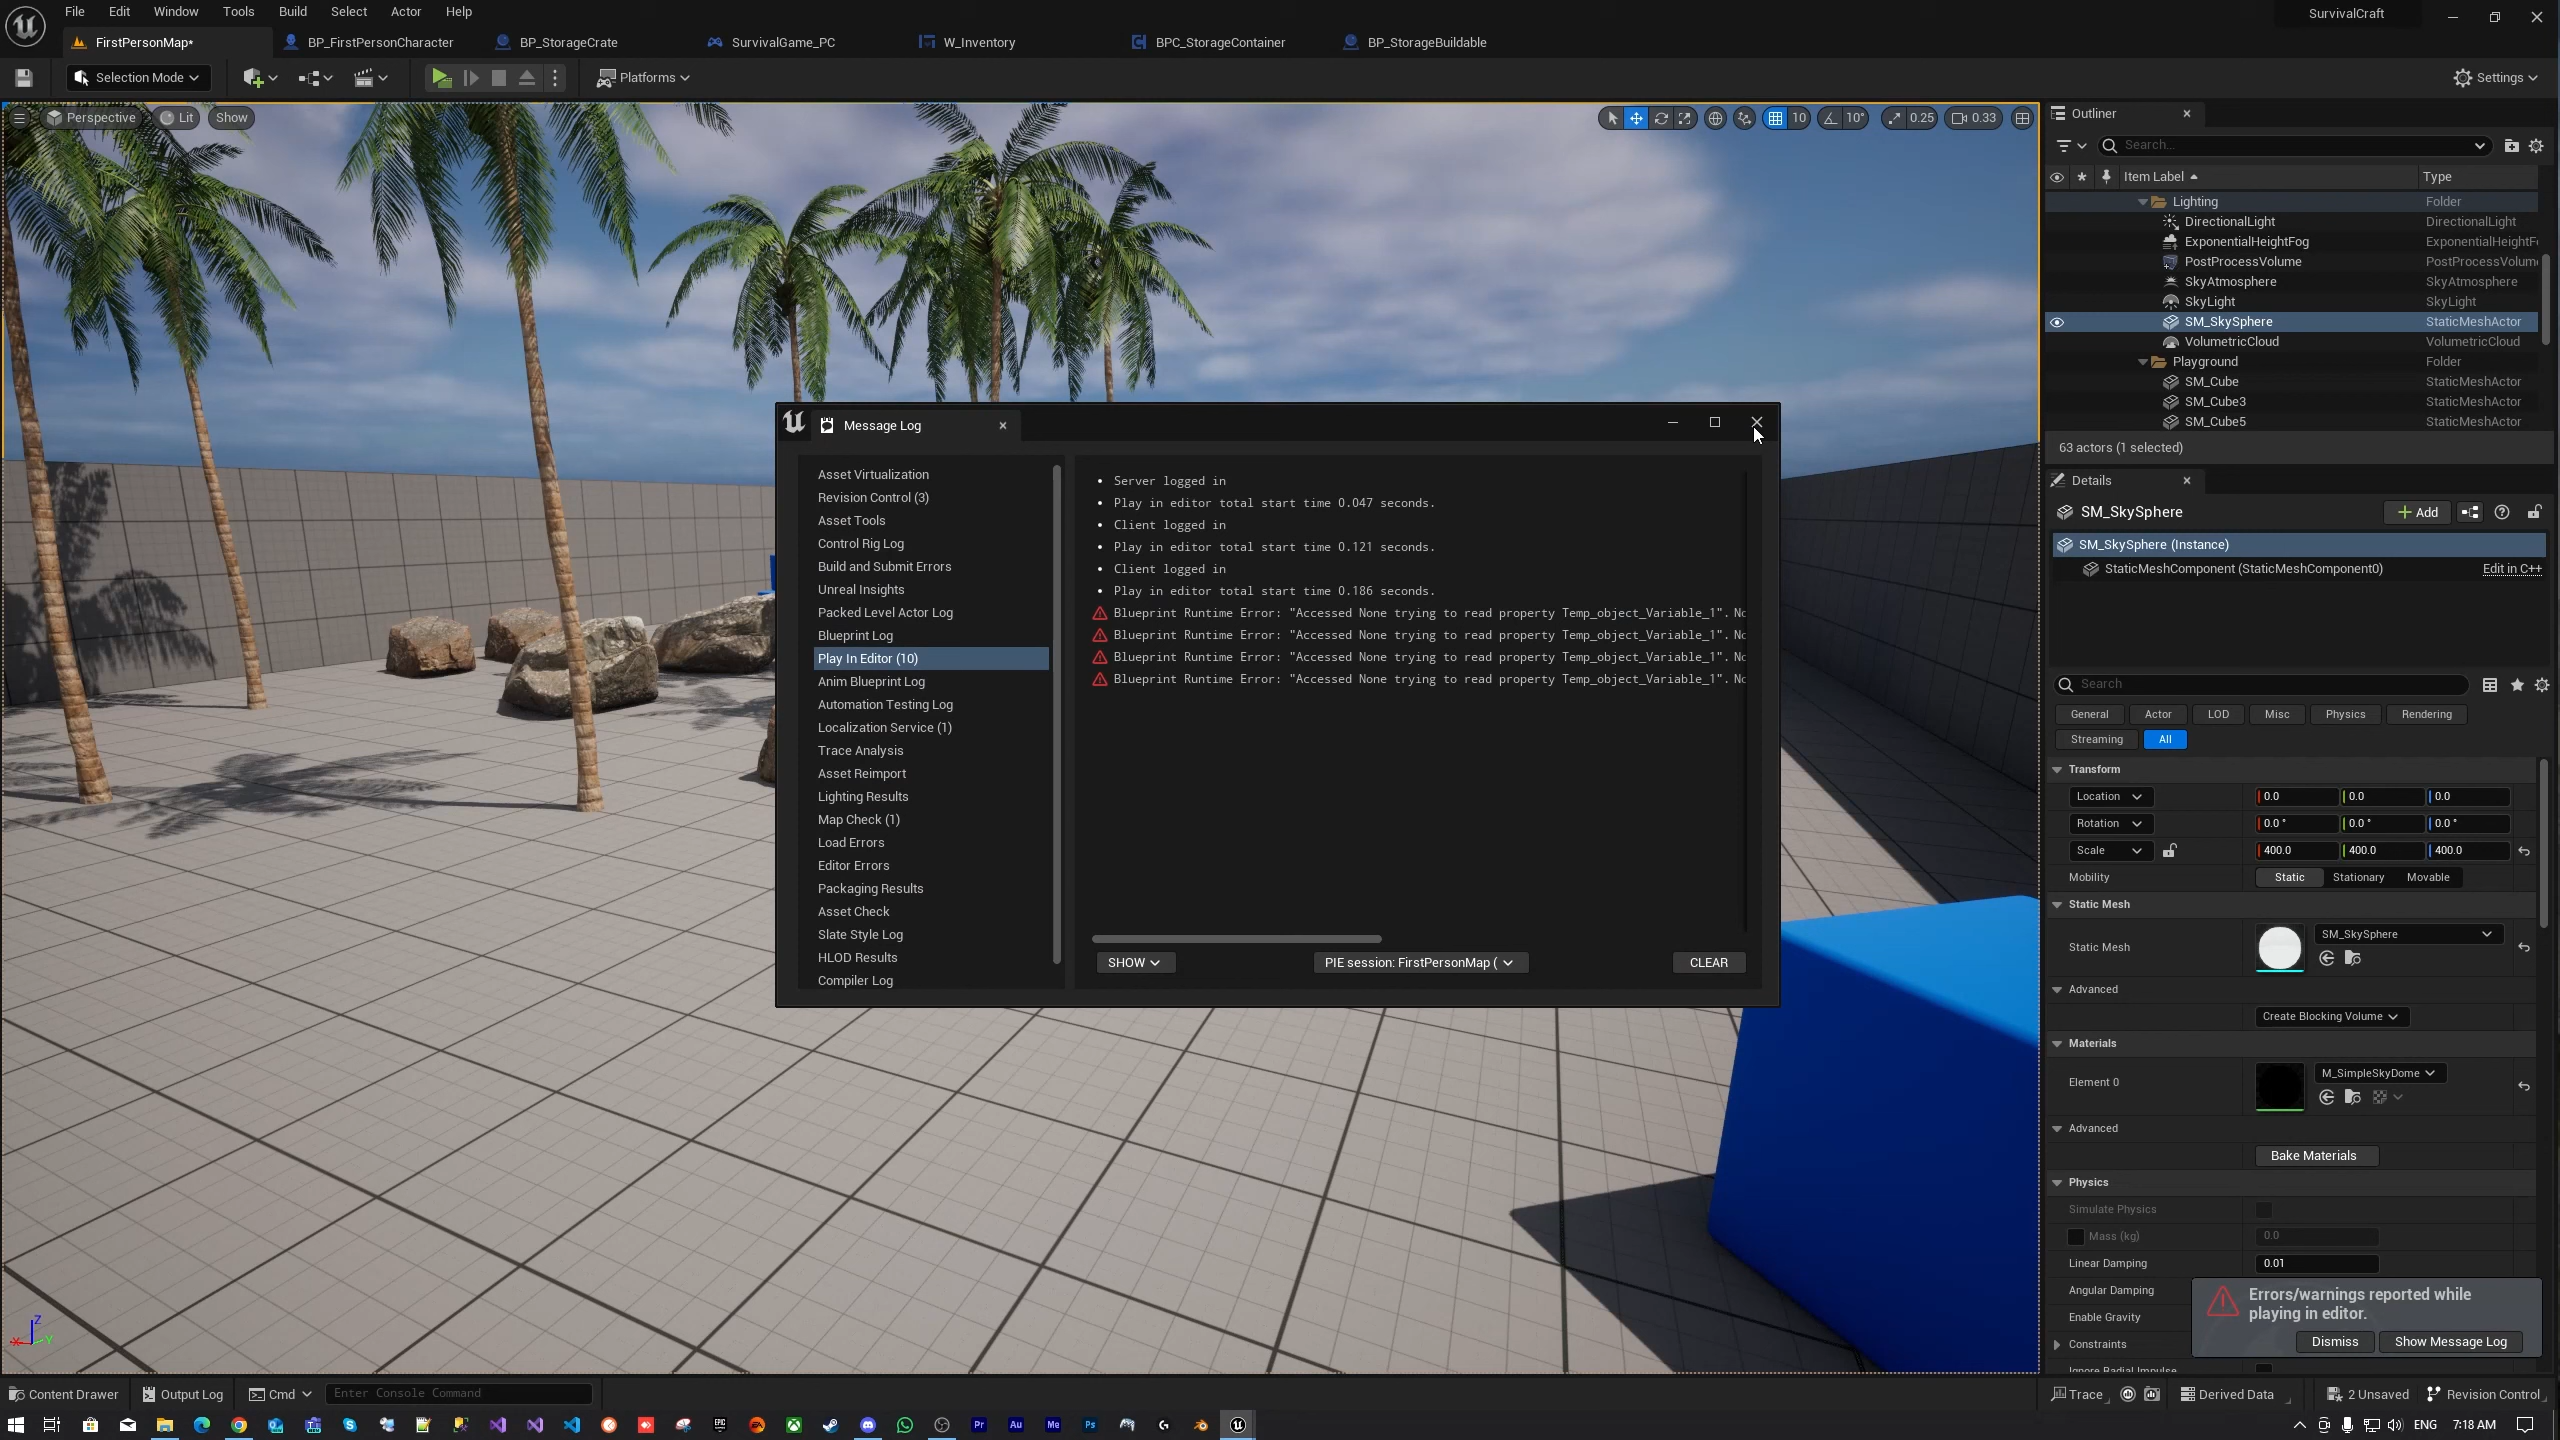 File Edit Window Tools Build Select Actor Help
SurvivalCraft
FirstPersonMap*
BP_FirstPersonCharacter
BP_StorageCrate
SurvivalGame_PC
W_Inventory
BPC_StorageContainer
BP_StorageBuildable
Selection Mode
Platforms
Settings
Perspective
Lit
Show
10
10°
0.25
0.33
Outliner
Search...
Item Label
Type
Lighting Folder
DirectionalLight DirectionalLight
ExponentialHeightFog ExponentialHeightF
PostProcessVolume PostProcessVolum
SkyAtmosphere SkyAtmosphere
SkyLight SkyLight
SM_SkySphere StaticMeshActor
VolumetricCloud VolumetricCloud
Playground Folder
SM_Cube StaticMeshActor
SM_Cube3 StaticMeshActor
SM_Cube5 StaticMeshActor
63 actors (1 selected)
Message Log
Asset Virtualization
Revision Control (3)
Asset Tools
Control Rig Log
Build and Submit Errors
Unreal Insights
Packed Level Actor Log
Blueprint Log
Play In Editor (10)
Anim Blueprint Log
Automation Testing Log
Localization Service (1)
Trace Analysis
Asset Reimport
Lighting Results
Map Check (1)
Load Errors
Editor Errors
Packaging Results
Asset Check
Slate Style Log
HLOD Results
Compiler Log
• Server logged in
• Play in editor total start time 0.047 seconds.
• Client logged in
• Play in editor total start time 0.121 seconds.
• Client logged in
• Play in editor total start time 0.186 seconds.
Blueprint Runtime Error: "Accessed None trying to read property Temp_object_Variable_1". No
Blueprint Runtime Error: "Accessed None trying to read property Temp_object_Variable_1". No
Blueprint Runtime Error: "Accessed None trying to read property Temp_object_Variable_1". No
Blueprint Runtime Error: "Accessed None trying to read property Temp_object_Variable_1". No
SHOW
PIE session: FirstPersonMap (
CLEAR
Details
SM_SkySphere
Add
SM_SkySphere (Instance)
StaticMeshComponent (StaticMeshComponent0) Edit in C++
Search
General Actor LOD Misc Physics Rendering
Streaming All
Transform
Location 0.0 0.0 0.0
Rotation 0.0 ° 0.0 ° 0.0 °
Scale 400.0 400.0 400.0
Mobility Static Stationary Movable
Static Mesh
Static Mesh SM_SkySphere
Advanced
Create Blocking Volume
Materials
Element 0 M_SimpleSkyDome
Advanced
Bake Materials
Physics
Simulate Physics
Mass (kg) 0.0
Linear Damping 0.01
Angular Damping
Enable Gravity
Constraints
Ignore Radial Impulse
Errors/warnings reported while
playing in editor.
Dismiss Show Message Log
Z
X
Y
Content Drawer
Output Log
Cmd
Enter Console Command
Trace
Derived Data
2 Unsaved
Revision Control
EPIC GAMES
EA
Pr Au Me Ps
ENG
7:18 AM